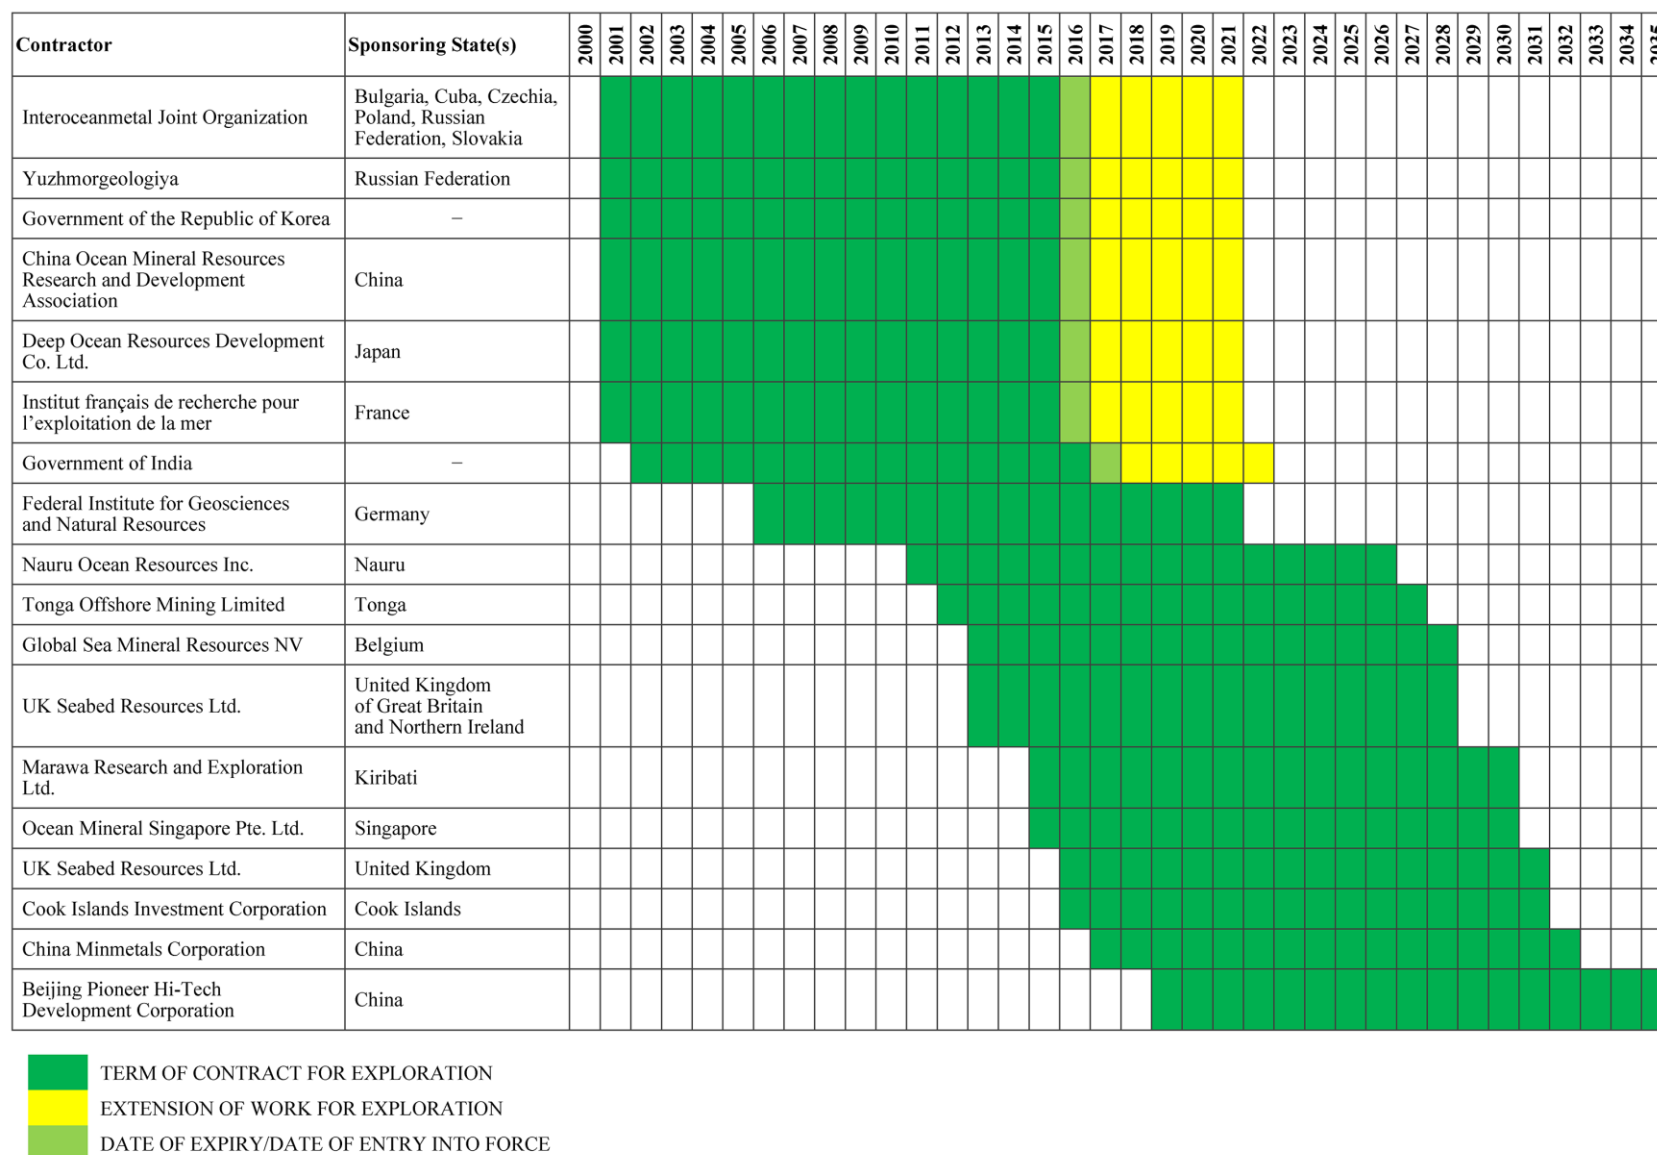 Contractor Sponsoring State(s) 2000 2001 2002 2003 2004 2005 2006 2007 2008 2009 2010 2011 2012 2013 2014 2015 2016 2017 2018 2019 2020 2021 2022 2023 2024 2025 2026 2027 2028 2029 2030 2031 2032 2033 2034 2035
Interoceanmetal Joint Organization
Bulgaria, Cuba, Czechia,
Poland, Russian
Federation, Slovakia
Yuzhmorgeologiya
Russian Federation
Government of the Republic of Korea
–
China Ocean Mineral Resources
Research and Development
Association
China
Deep Ocean Resources Development
Co. Ltd.
Japan
Institut français de recherche pour
l’exploitation de la mer
France
Government of India
–
Federal Institute for Geosciences
and Natural Resources
Germany
Nauru Ocean Resources Inc.
Nauru
Tonga Offshore Mining Limited
Tonga
Global Sea Mineral Resources NV
Belgium
UK Seabed Resources Ltd.
United Kingdom
of Great Britain
and Northern Ireland
Marawa Research and Exploration
Ltd.
Kiribati
Ocean Mineral Singapore Pte. Ltd.
Singapore
UK Seabed Resources Ltd.
United Kingdom
Cook Islands Investment Corporation
Cook Islands
China Minmetals Corporation
China
Beijing Pioneer Hi-Tech
Development Corporation
China
TERM OF CONTRACT FOR EXPLORATION
EXTENSION OF WORK FOR EXPLORATION
DATE OF EXPIRY/DATE OF ENTRY INTO FORCE